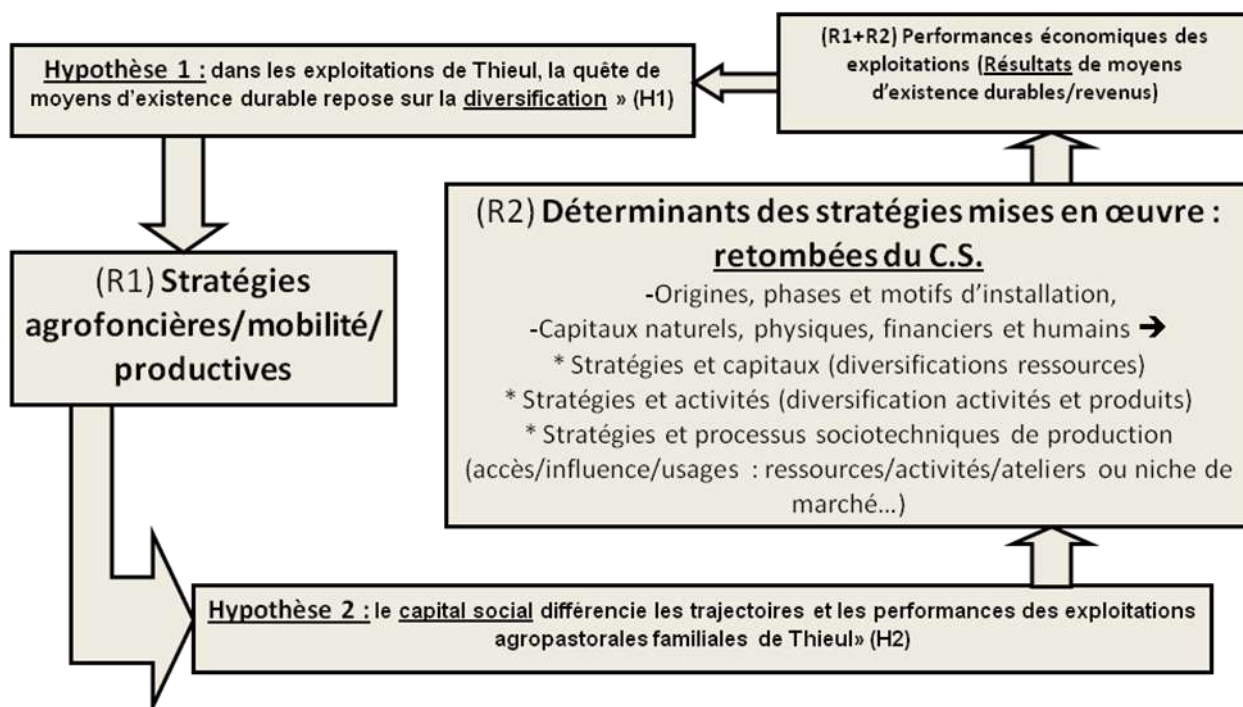 Hypothèse 1 : dans les exploitations de Thieul, la quête de
moyens d'existence durable repose sur la diversification » (H1)
(R1+R2) Performances économiques des
exploitations (Résultats de moyens
d'existence durables/revenus)
(R1) Stratégies
agrofoncières/mobilité/
productives
(R2) Déterminants des stratégies mises en œuvre :
retombées du C.S.
-Origines, phases et motifs d'installation,
-Capitaux naturels, physiques, financiers et humains ➔
* Stratégies et capitaux (diversifications ressources)
* Stratégies et activités (diversification activités et produits)
* Stratégies et processus sociotechniques de production
(accès/influence/usages : ressources/activités/ateliers ou niche de
marché...)
Hypothèse 2 : le capital social différencie les trajectoires et les performances des exploitations
agropastorales familiales de Thieul» (H2)